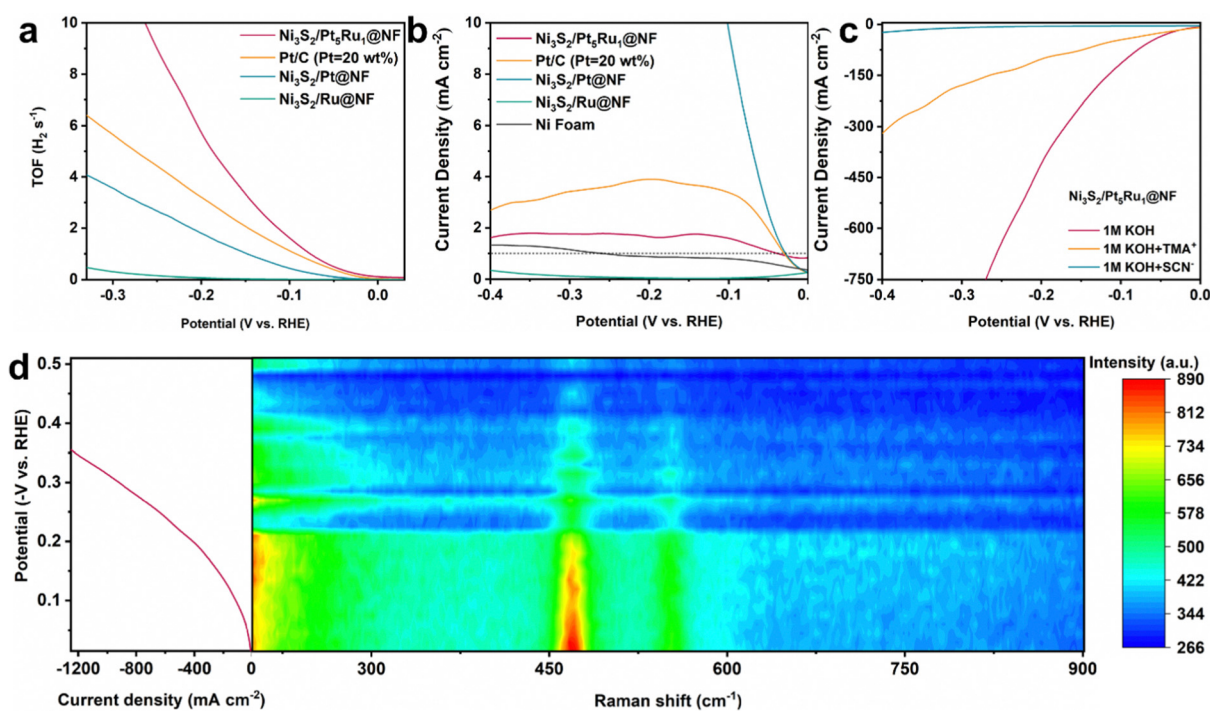 a
TOF (H₂ s⁻¹)
10
8
6
4
2
0
-0.3
-0.2
-0.1
0.0
Potential (V vs. RHE)
Ni₃S₂/Pt₅Ru₁@NF
Pt/C (Pt=20 wt%)
Ni₃S₂/Pt@NF
Ni₃S₂/Ru@NF
b
Current Density (mA cm⁻²)
10
8
6
4
2
0
-0.4
-0.3
-0.2
-0.1
0.
Potential (V vs. RHE)
Ni₃S₂/Pt₅Ru₁@NF
Pt/C (Pt=20 wt%)
Ni₃S₂/Pt@NF
Ni₃S₂/Ru@NF
Ni Foam
c
Current Density (mA cm⁻²)
0
-150
-300
-450
-600
-750
-0.4
-0.3
-0.2
-0.1
0.0
Potential (V vs. RHE)
Ni₃S₂/Pt₅Ru₁@NF
1M KOH
1M KOH+TMA⁺
1M KOH+SCN⁻
d
Potential (-V vs. RHE)
0.5
0.4
0.3
0.2
0.1
-1200
-800
-400
0
Current density (mA cm⁻²)
300
450
600
750
900
Raman shift (cm⁻¹)
Intensity (a.u.)
890
812
734
656
578
500
422
344
266